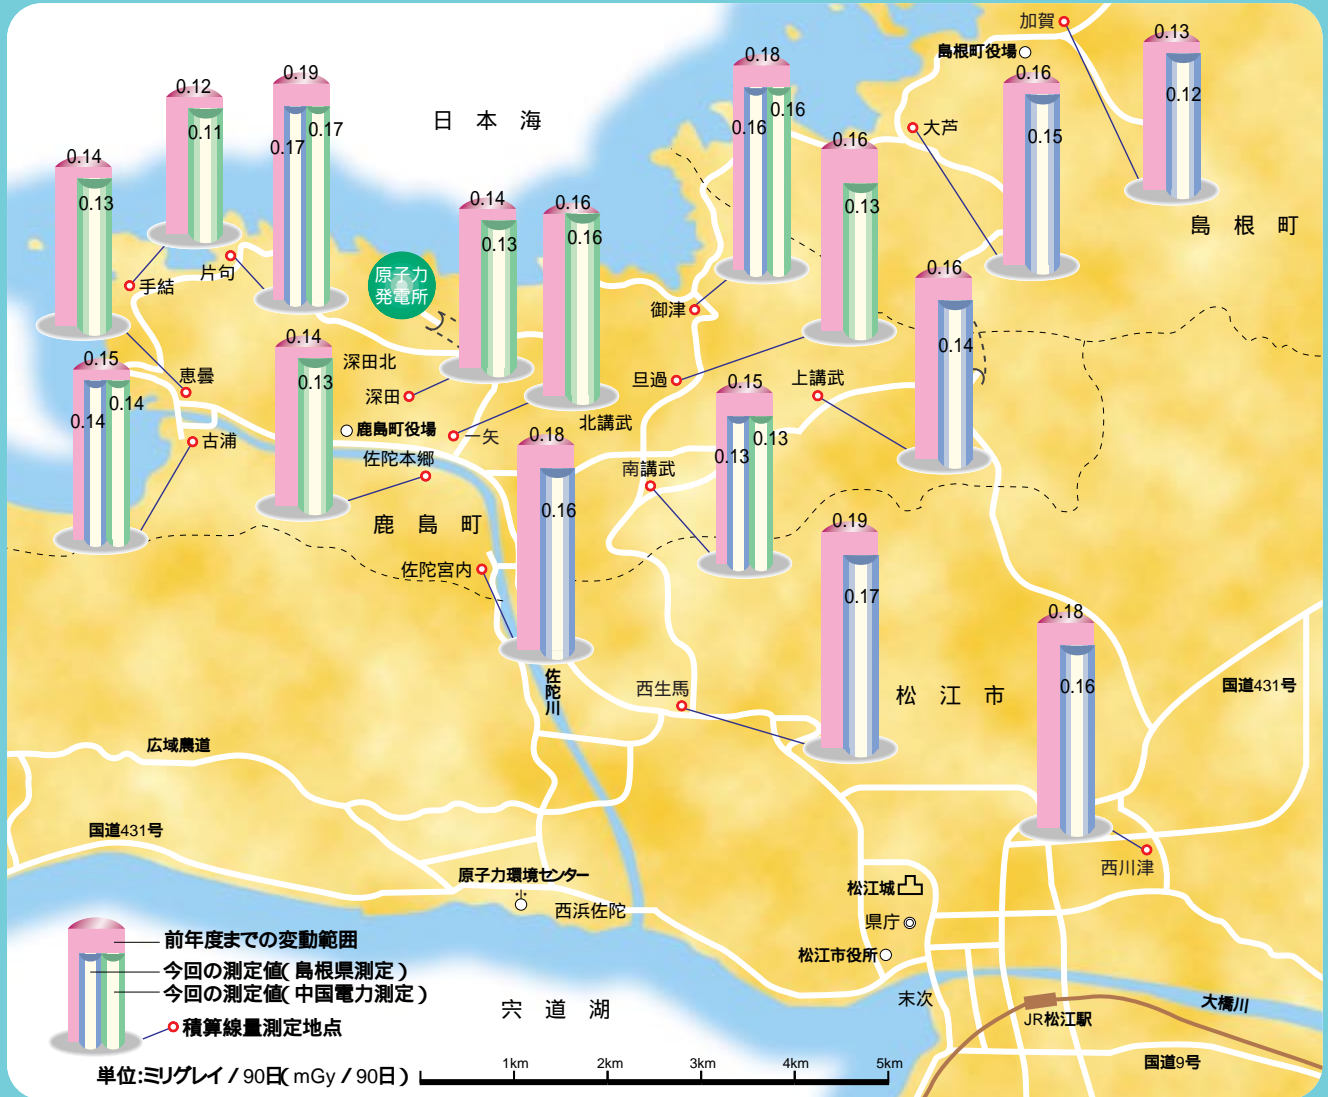 加賀
島根町役場
0.13
0.12
0.18
0.16
0.16
0.16
0.15
大芦
0.19
0.17
0.17
0.12
0.11
日 本 海
0.16
0.13
0.14
0.13
島 根 町
0.14
0.13
0.16
0.16
片句
手結
原子力
発電所
御津
0.16
0.14
0.14
0.13
深田北
0.15
0.14
0.14
恵曇
深田
旦過
0.15
0.13
0.13
上講武
鹿島町役場
一矢
北講武
古浦
佐陀本郷
0.18
0.16
南講武
鹿 島 町
0.19
0.17
佐陀宮内
0.18
0.16
佐陀川
西生馬
松 江 市
国道431号
広域農道
国道431号
原子力環境センター
西浜佐陀
西川津
松江城
県庁
松江市役所
末次
大橋川
JR松江駅
国道9号
宍 道 湖
前年度までの変動範囲
今回の測定値(島根県測定)
今回の測定値(中国電力測定)
積算線量測定地点
単位:ミリグレイ / 90日(mGy / 90日)
1km 2km 3km 4km 5km